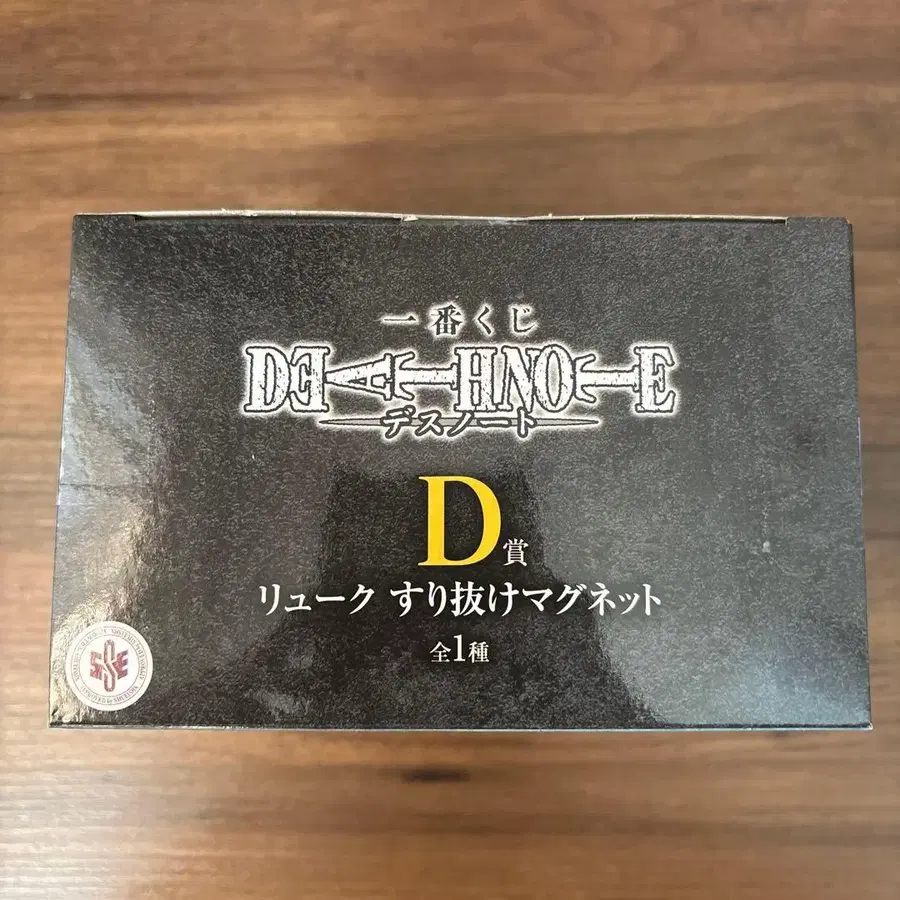 一番くじ
DEATH NOTE
デスノート
D賞
リューク すり抜けマグネット
全1種